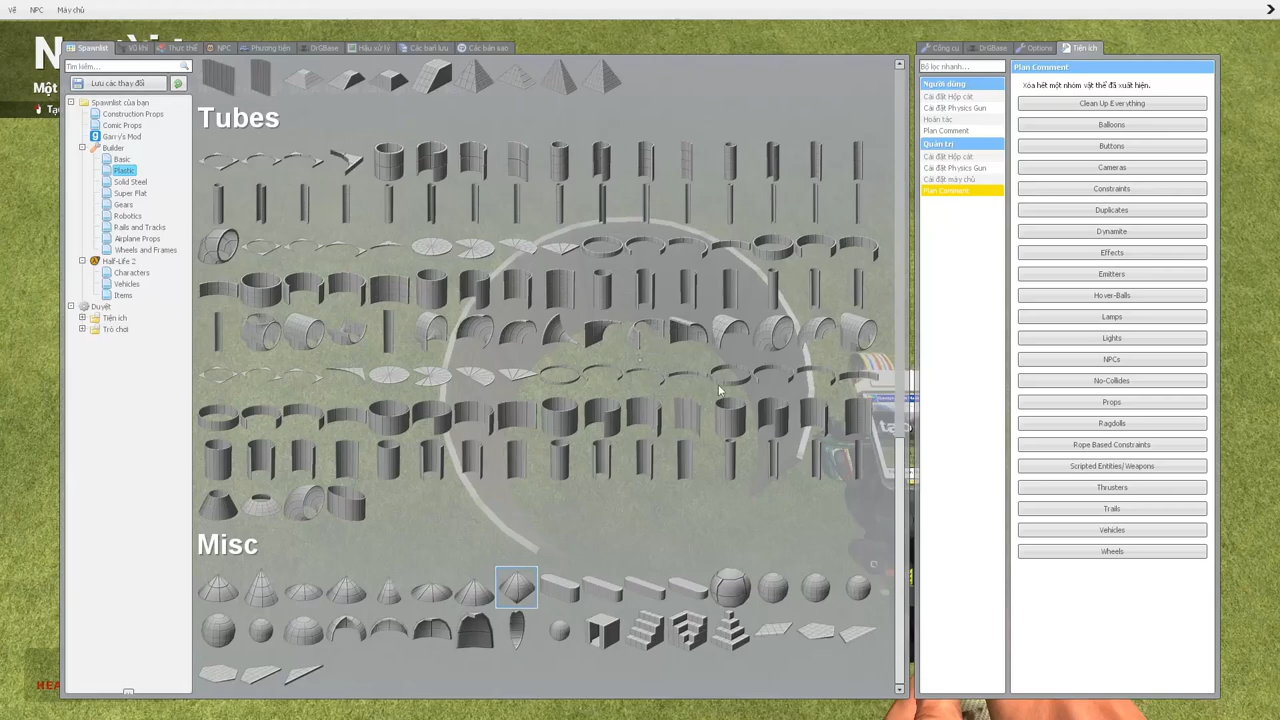 Vẽ NPC Máy chủ
Một
Spawnlist Vũ khí Thực thể NPC Phương tiện DrGBase Hậu xử lý Các bản lưu Các bản sao
Tìm kiếm...
Lưu các thay đổi
Spawnlist của bạn
Construction Props
Comic Props
Garry's Mod
Builder
Basic
Plastic
Solid Steel
Super Flat
Gears
Robotics
Rails and Tracks
Airplane Props
Wheels and Frames
Half-Life 2
Characters
Vehicles
Items
Duyệt
Tiện ích
Trò chơi
Tubes
Misc
HEA
Công cụ DrGBase Options Tiện ích
Bộ lọc nhanh...
Người dùng
Cài đặt Hộp cát
Cài đặt Physics Gun
Hoàn tác
Plan Comment
Quản trị
Cài đặt Hộp cát
Cài đặt Physics Gun
Cài đặt máy chủ
Plan Comment
Plan Comment
Xóa hết một nhóm vật thể đã xuất hiện.
Clean Up Everything
Balloons
Buttons
Cameras
Constraints
Duplicates
Dynamite
Effects
Emitters
Hover-Balls
Lamps
Lights
NPCs
No-Collides
Props
Ragdolls
Rope Based Constraints
Scripted Entities/Weapons
Thrusters
Trails
Vehicles
Wheels